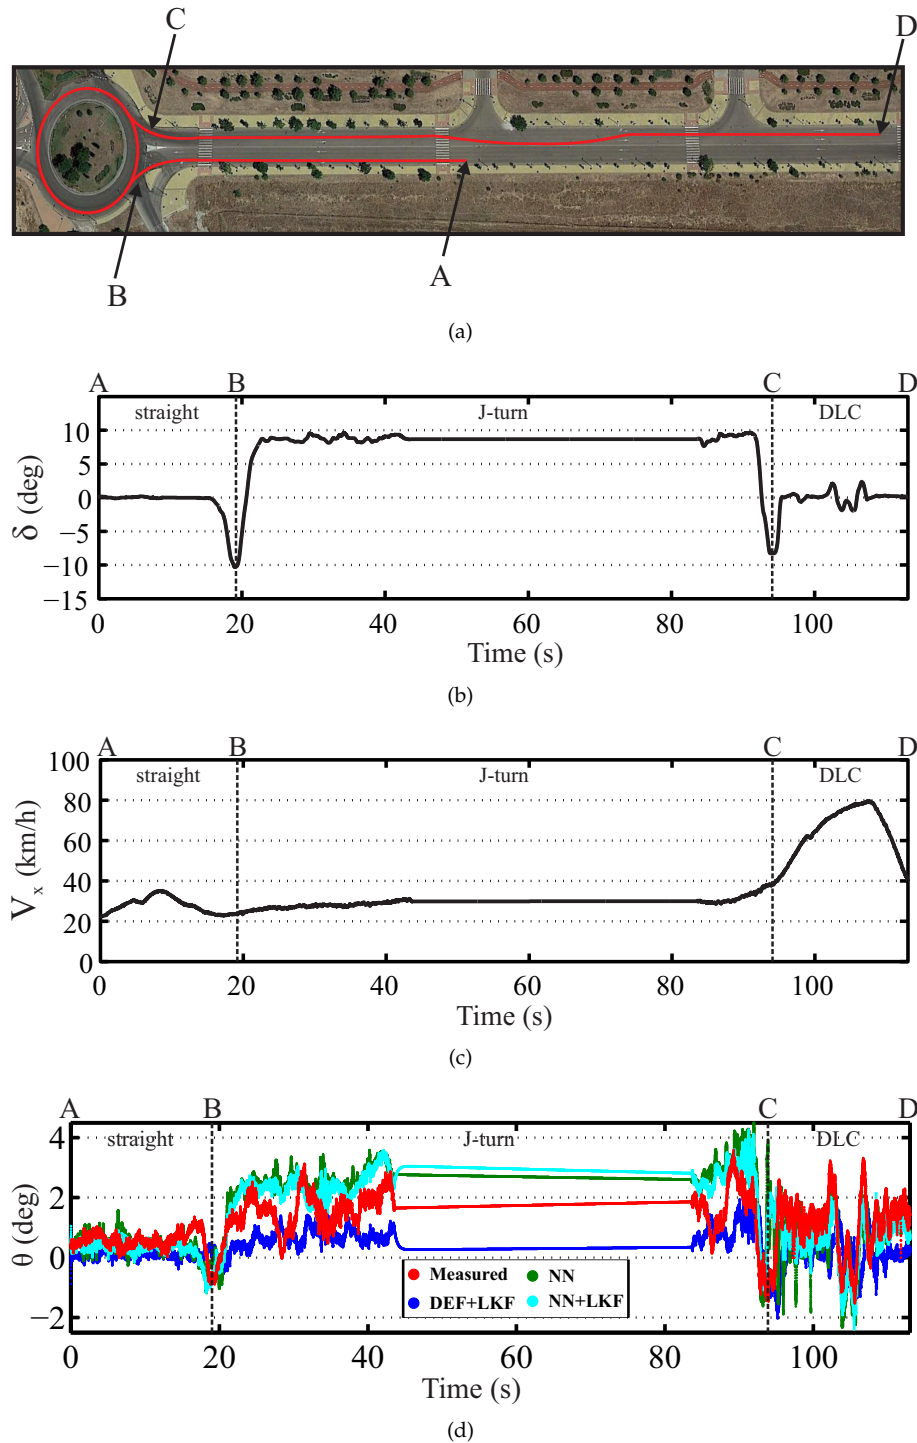 C
D
B
A
(a)
A
B
C
D
straight
J-turn
DLC
10
5
0
−5
−10
−15
δ (deg)
0
20
40
60
80
100
Time (s)
(b)
A
B
C
D
straight
J-turn
DLC
100
80
60
40
20
0
Vx (km/h)
0
20
40
60
80
100
Time (s)
(c)
A
B
C
D
straight
J-turn
DLC
4
2
0
−2
θ (deg)
Measured
NN
DEF+LKF
NN+LKF
0
20
40
60
80
100
Time (s)
(d)